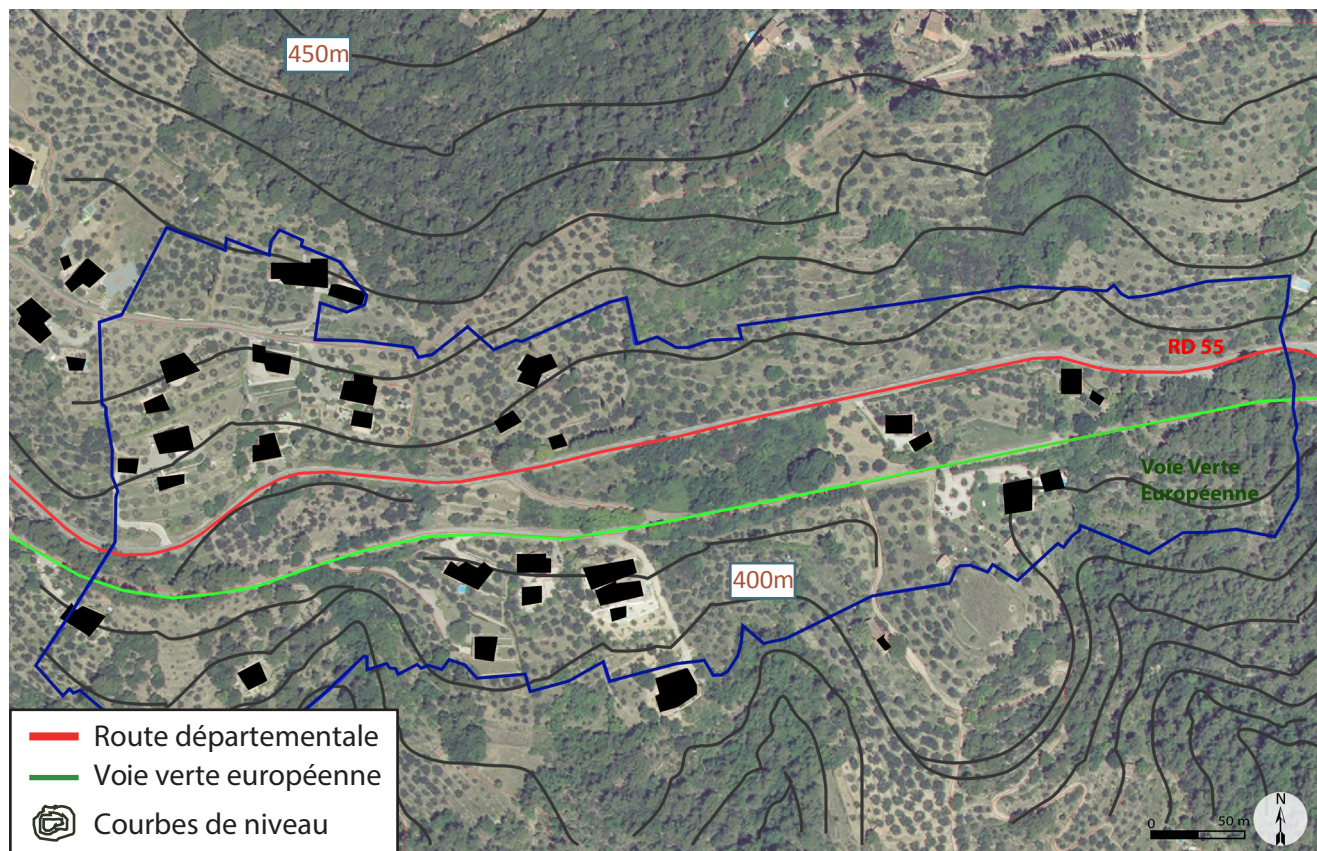 450m
RD 55
Voie Verte
Européenne
400m
Route départementale
Voie verte européenne
Courbes de niveau
0 50 m
N